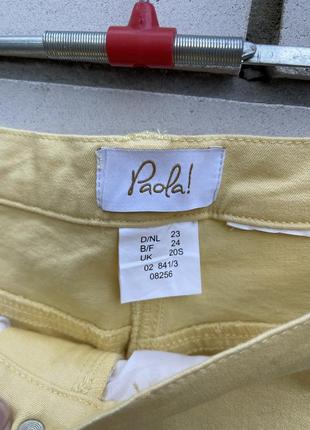 Paola!
D/NL 23
B/F 24
UK 20S
02 841/3
08256